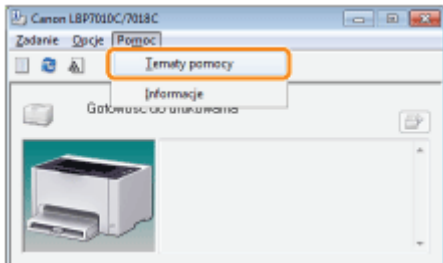 Canon LBP7010C/7018C
Zadanie Opcje Pomoc
Tematy pomocy
Informacje
Gotowość do drukowania